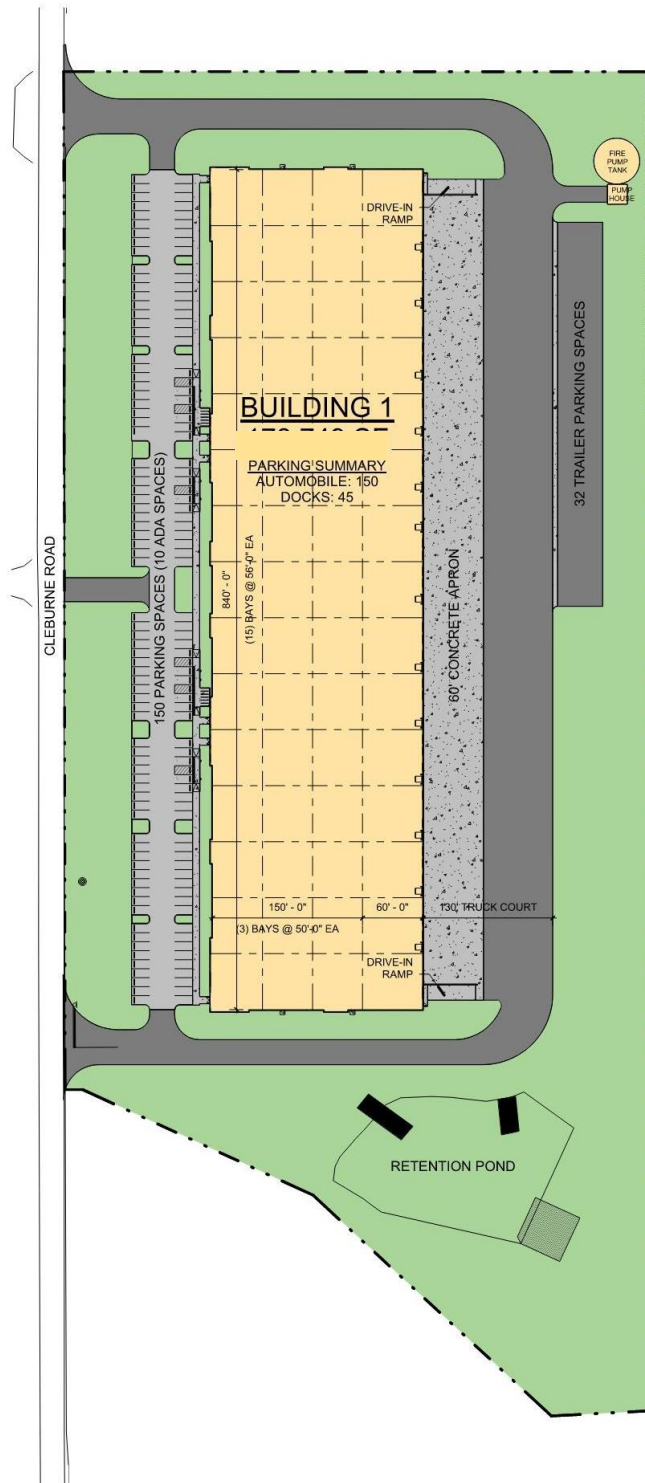 FIRE
PUMP
TANK
PUMP
HOUSE
DRIVE-IN
RAMP
BUILDING 1
PARKING SUMMARY
AUTOMOBILE: 150
DOCKS: 45
32 TRAILER PARKING SPACES
CLEBURNE ROAD
150 PARKING SPACES (10 ADA SPACES)
840' - 0"
(15) BAYS @ 56'-0" EA
60' CONCRETE APRON
150' - 0"
60' - 0"
130' TRUCK COURT
(3) BAYS @ 50'-0" EA
DRIVE-IN
RAMP
RETENTION POND